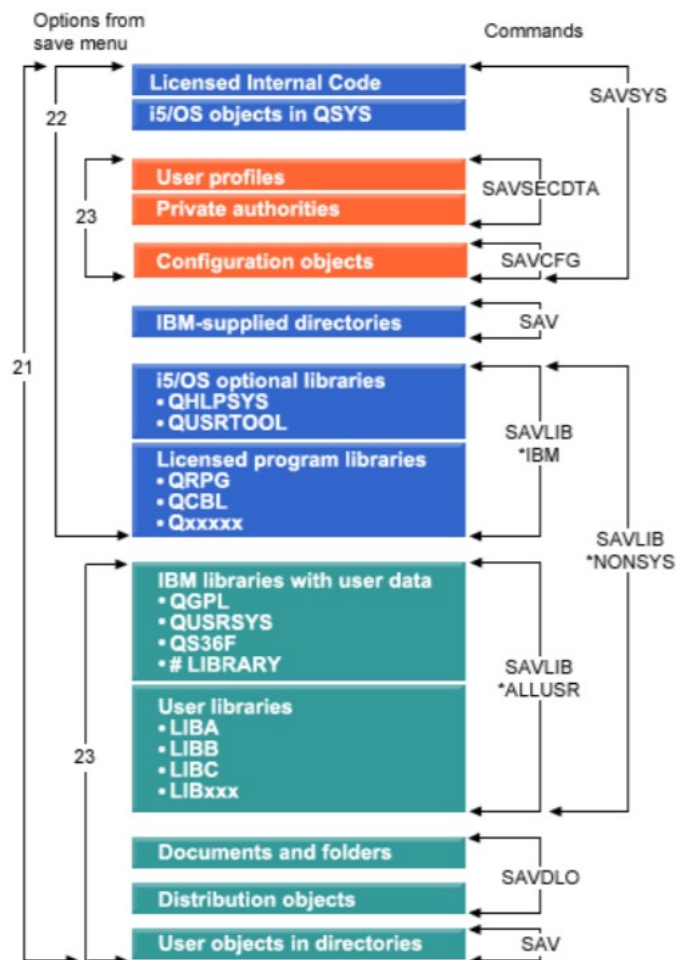 Options from
save menu
Commands
Licensed Internal Code
i5/OS objects in QSYS
SAVSYS
22
User profiles
Private authorities
SAVSECDTA
23
Configuration objects
SAVCFG
IBM-supplied directories
SAV
21
i5/OS optional libraries
• QHLPSYS
• QUSRTOOL
SAVLIB
*IBM
Licensed program libraries
• QRPG
• QCBL
• Qxxxxx
SAVLIB
*NONSYS
IBM libraries with user data
• QGPL
• QUSRSYS
• QS36F
• # LIBRARY
SAVLIB
*ALLUSR
User libraries
• LIBA
• LIBB
• LIBC
• LIBxxx
23
Documents and folders
SAVDLO
Distribution objects
User objects in directories
SAV